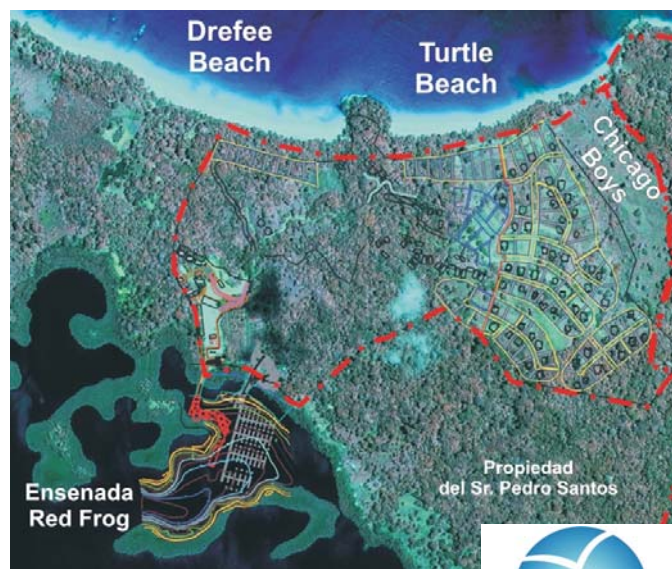 Drefee
Beach
Turtle
Beach
Chicago
Boys
Propiedad
del Sr. Pedro Santos
Ensenada
Red Frog